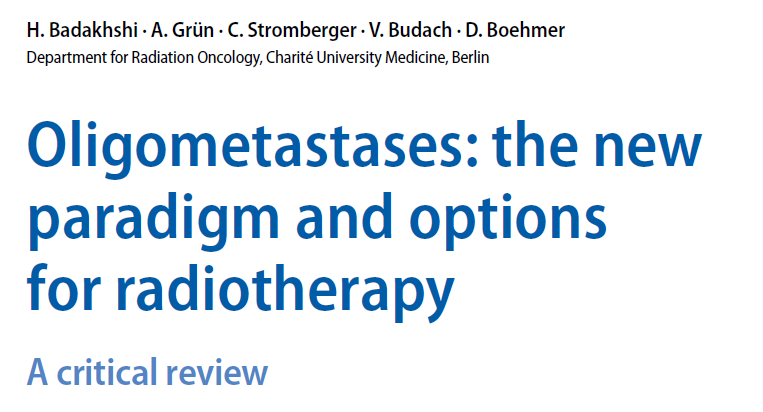 H. Badakhshi · A. Grün · C. Stromberger · V. Budach · D. Boehmer
Department for Radiation Oncology, Charité University Medicine, Berlin
Oligometastases: the new
paradigm and options
for radiotherapy
A critical review